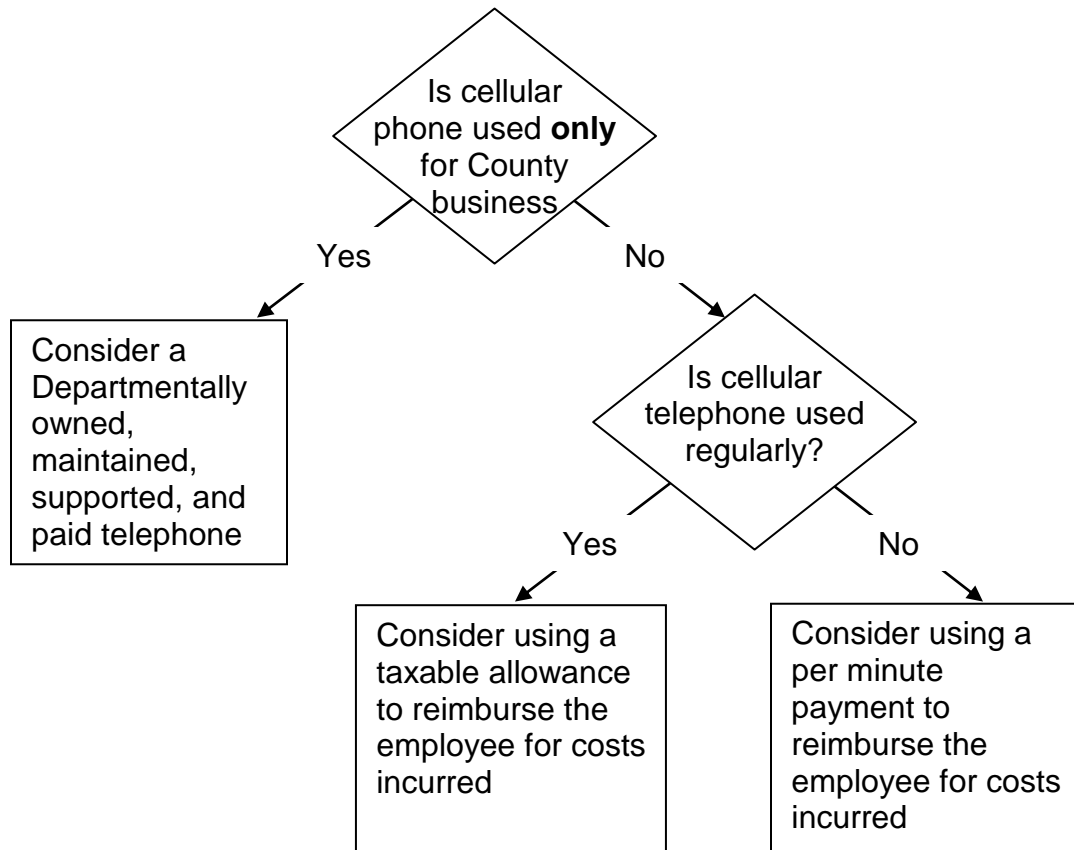 Is cellular
phone used only
for County
business
Yes
No
Consider a
Departmentally
owned,
maintained,
supported, and
paid telephone
Is cellular
telephone used
regularly?
Yes
No
Consider using a
taxable allowance
to reimburse the
employee for costs
incurred
Consider using a
per minute
payment to
reimburse the
employee for costs
incurred